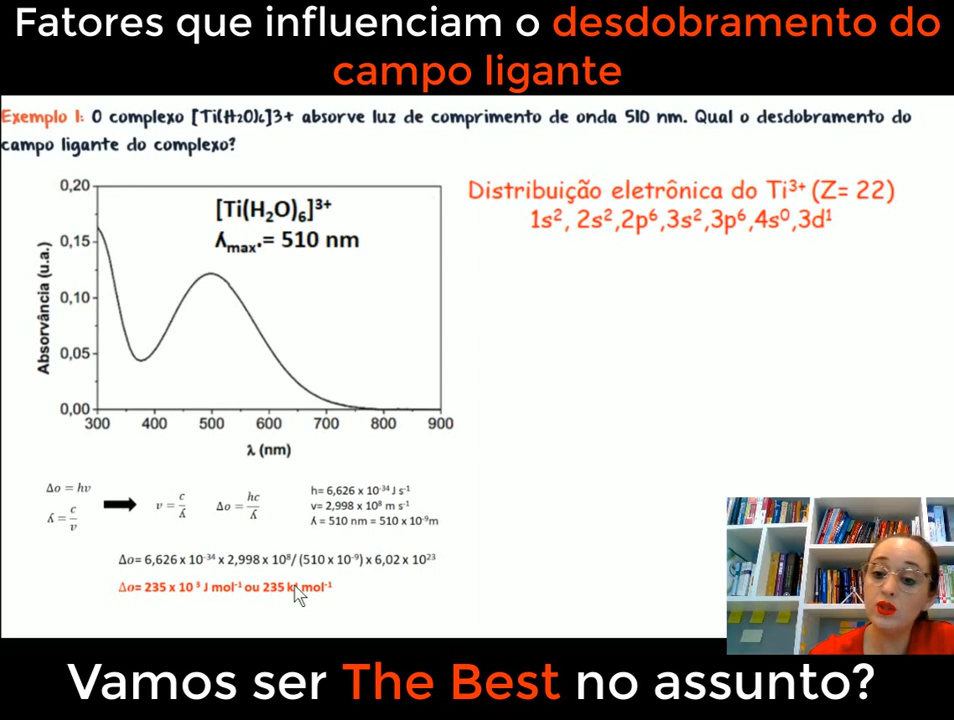 Fatores que influenciam o desdobramento do
campo ligante
Exemplo 1: O complexo [Ti(H₂O)₆]3+ absorve luz de comprimento de onda 510 nm. Qual o desdobramento do
campo ligante do complexo?
Distribuição eletrônica do Ti³⁺ (Z= 22)
1s², 2s²,2p⁶,3s²,3p⁶,4s⁰,3d¹
[Ti(H₂O)₆]³⁺
ʎmax.= 510 nm
Absorvância (u.a.)
0,20
0,15
0,10
0,05
0,00
300 400 500 600 700 800 900
λ (nm)
Δo = hv
ʎ = c/v
v = c/ʎ
Δo = hc/ʎ
h= 6,626 x 10⁻³⁴ J s⁻¹
v= 2,998 x 10⁸ m s⁻¹
ʎ = 510 nm = 510 x 10⁻⁹m
Δo= 6,626 x 10⁻³⁴ x 2,998 x 10⁸/ (510 x 10⁻⁹) x 6,02 x 10²³
Δo= 235 x 10 ³ J mol⁻¹ ou 235 mol⁻¹
Vamos ser The Best no assunto?